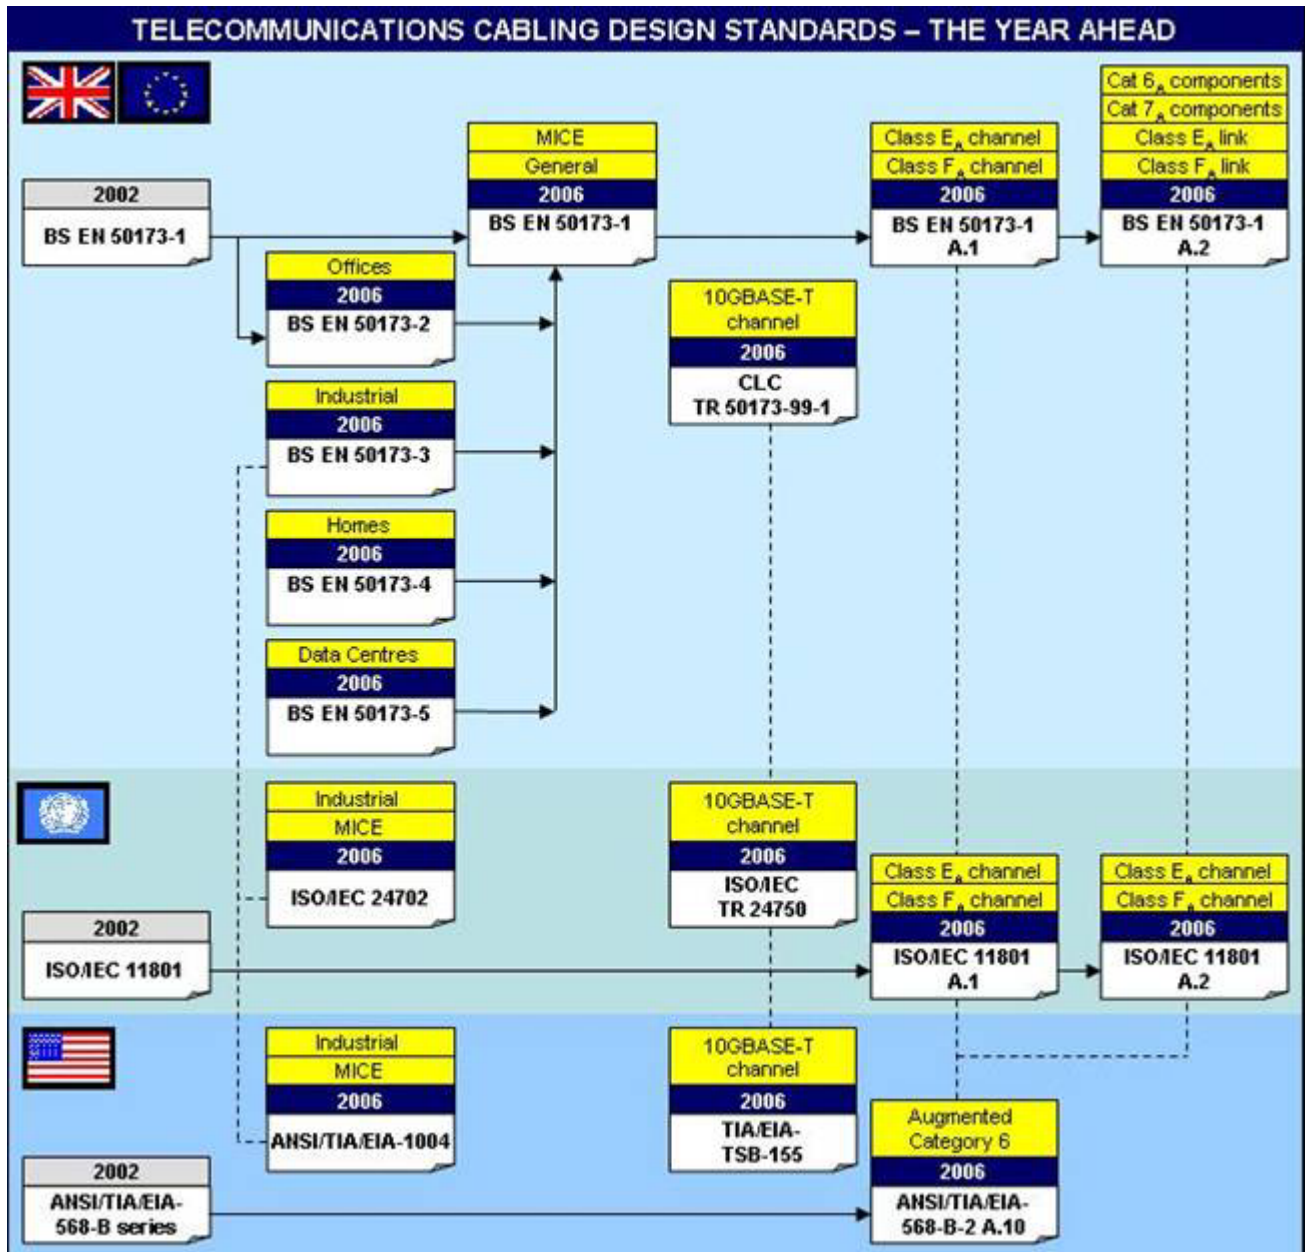 TELECOMMUNICATIONS CABLING DESIGN STANDARDS – THE YEAR AHEAD
2002
BS EN 50173-1
MICE
General
2006
BS EN 50173-1
Class EA channel
Class FA channel
2006
BS EN 50173-1
A.1
Cat 6A components
Cat 7A components
Class EA link
Class FA link
2006
BS EN 50173-1
A.2
Offices
2006
BS EN 50173-2
10GBASE-T
channel
2006
CLC
TR 50173-99-1
Industrial
2006
BS EN 50173-3
Homes
2006
BS EN 50173-4
Data Centres
2006
BS EN 50173-5
Industrial
MICE
2006
ISO/IEC 24702
10GBASE-T
channel
2006
ISO/IEC
TR 24750
2002
ISO/IEC 11801
Class EA channel
Class FA channel
2006
ISO/IEC 11801
A.1
Class EA channel
Class FA channel
2006
ISO/IEC 11801
A.2
Industrial
MICE
2006
ANSI/TIA/EIA-1004
10GBASE-T
channel
2006
TIA/EIA-
TSB-155
2002
ANSI/TIA/EIA-
568-B series
Augmented
Category 6
2006
ANSI/TIA/EIA-
568-B-2 A.10